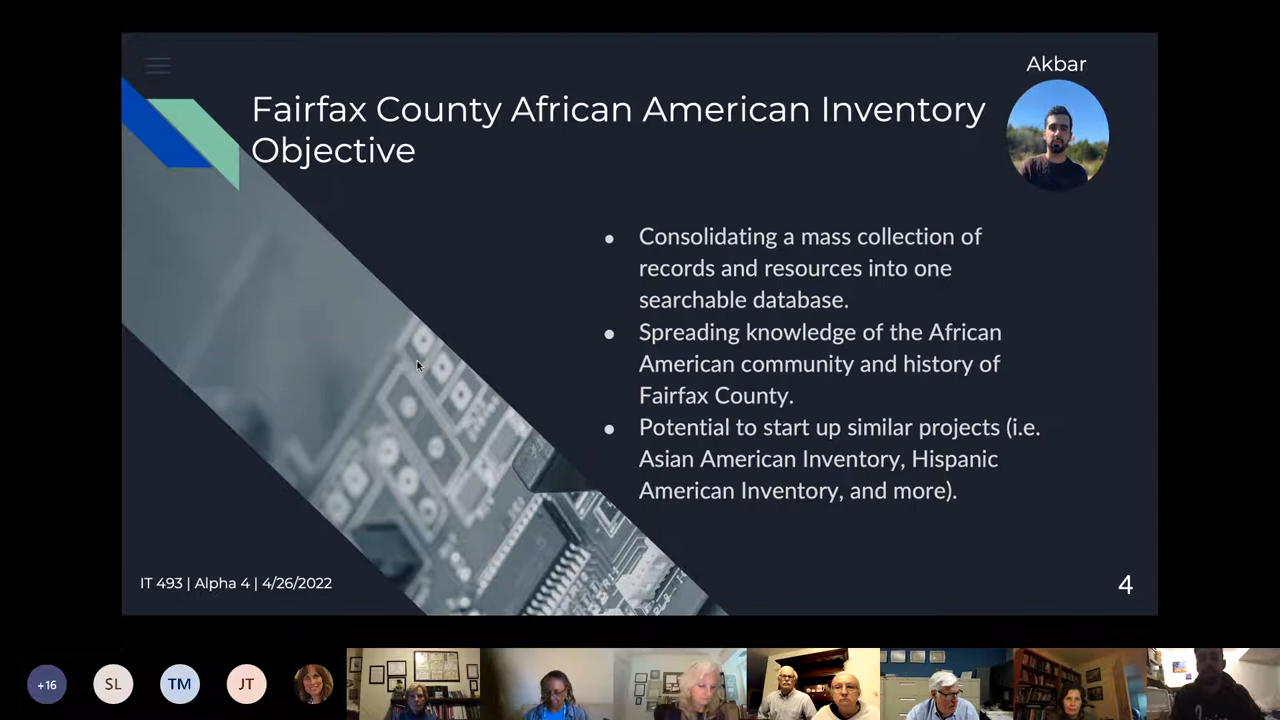 Akbar
Fairfax County African American Inventory
Objective
● Consolidating a mass collection of
records and resources into one
searchable database.
● Spreading knowledge of the African
American community and history of
Fairfax County.
● Potential to start up similar projects (i.e.
Asian American Inventory, Hispanic
American Inventory, and more).
IT 493 | Alpha 4 | 4/26/2022
4
+16
SL
TM
JT